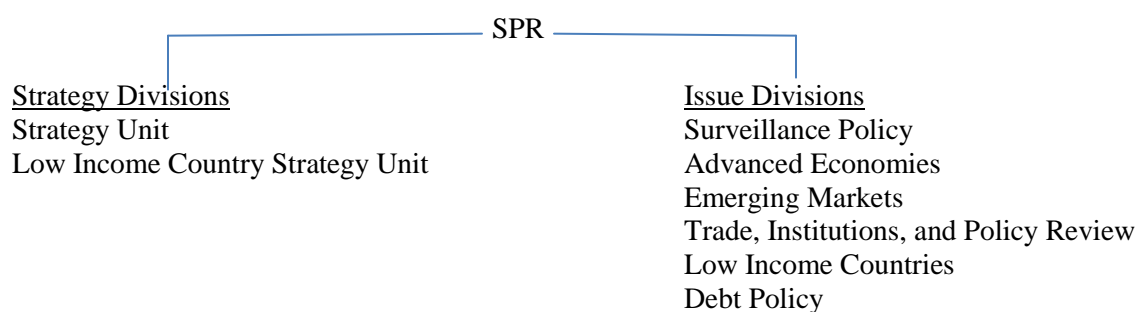 SPR
Strategy Divisions
Strategy Unit
Low Income Country Strategy Unit
Issue Divisions
Surveillance Policy
Advanced Economies
Emerging Markets
Trade, Institutions, and Policy Review
Low Income Countries
Debt Policy